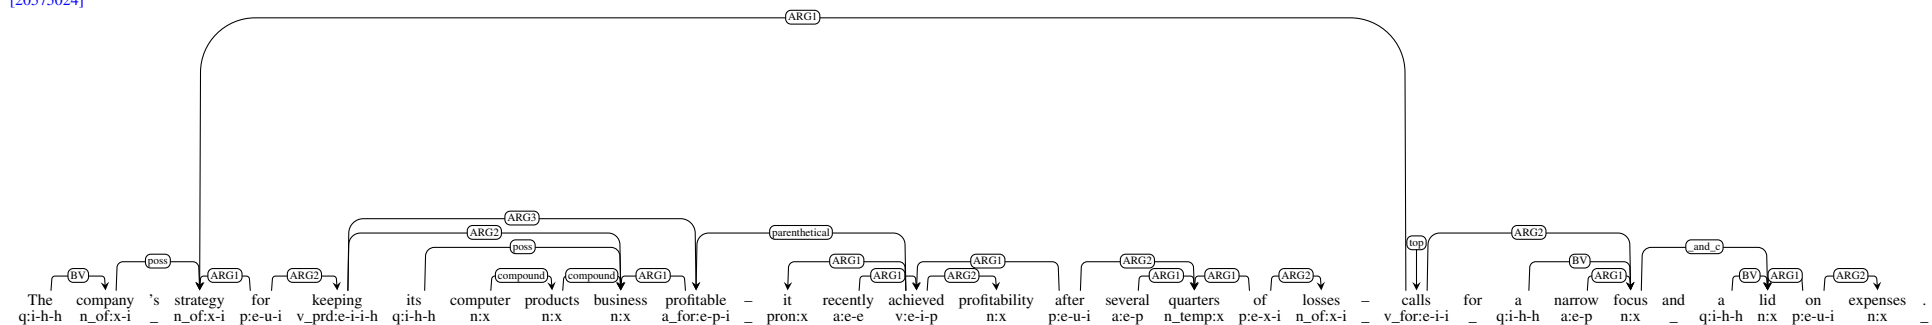 [20575024]
ARG1
ARG3
ARG2 parenthetical top ARG2
poss _and_c
poss ARG1 ARG1 ARG2 BV
BV ARG1 ARG2 compound compound ARG1 ARG1 ARG2 ARG1 ARG1 ARG2 ARG1 BV ARG1 ARG2
The company 's strategy for keeping its computer products business profitable – it recently achieved profitability after several quarters of losses – calls for a narrow focus and a lid on expenses .
q:i-h-h n_of:x-i _ n_of:x-i p:e-u-i v_prd:e-i-i-h q:i-h-h n:x n:x n:x a_for:e-p-i _ pron:x a:e-e v:e-i-p n:x p:e-u-i a:e-p n_temp:x p:e-x-i n_of:x-i _ v_for:e-i-i _ q:i-h-h a:e-p n:x _ q:i-h-h n:x p:e-u-i n:x _